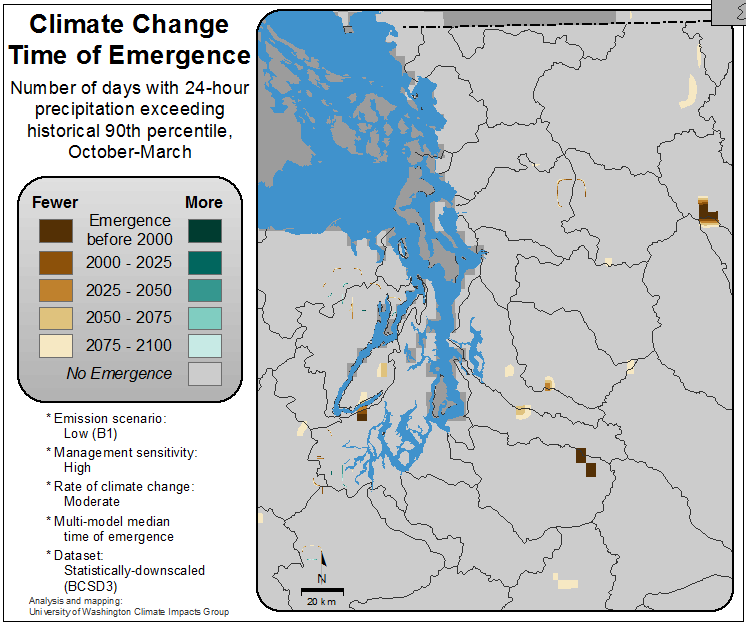 Climate Change
Time of Emergence
Number of days with 24-hour
precipitation exceeding
historical 90th percentile,
October-March
Fewer More
Emergence
before 2000
2000 - 2025
2025 - 2050
2050 - 2075
2075 - 2100
No Emergence
* Emission scenario:
Low (B1)
* Management sensitivity:
High
* Rate of climate change:
Moderate
* Multi-model median
time of emergence
* Dataset:
Statistically-downscaled
(BCSD3)
Analysis and mapping:
University of Washington Climate Impacts Group
N
20 km